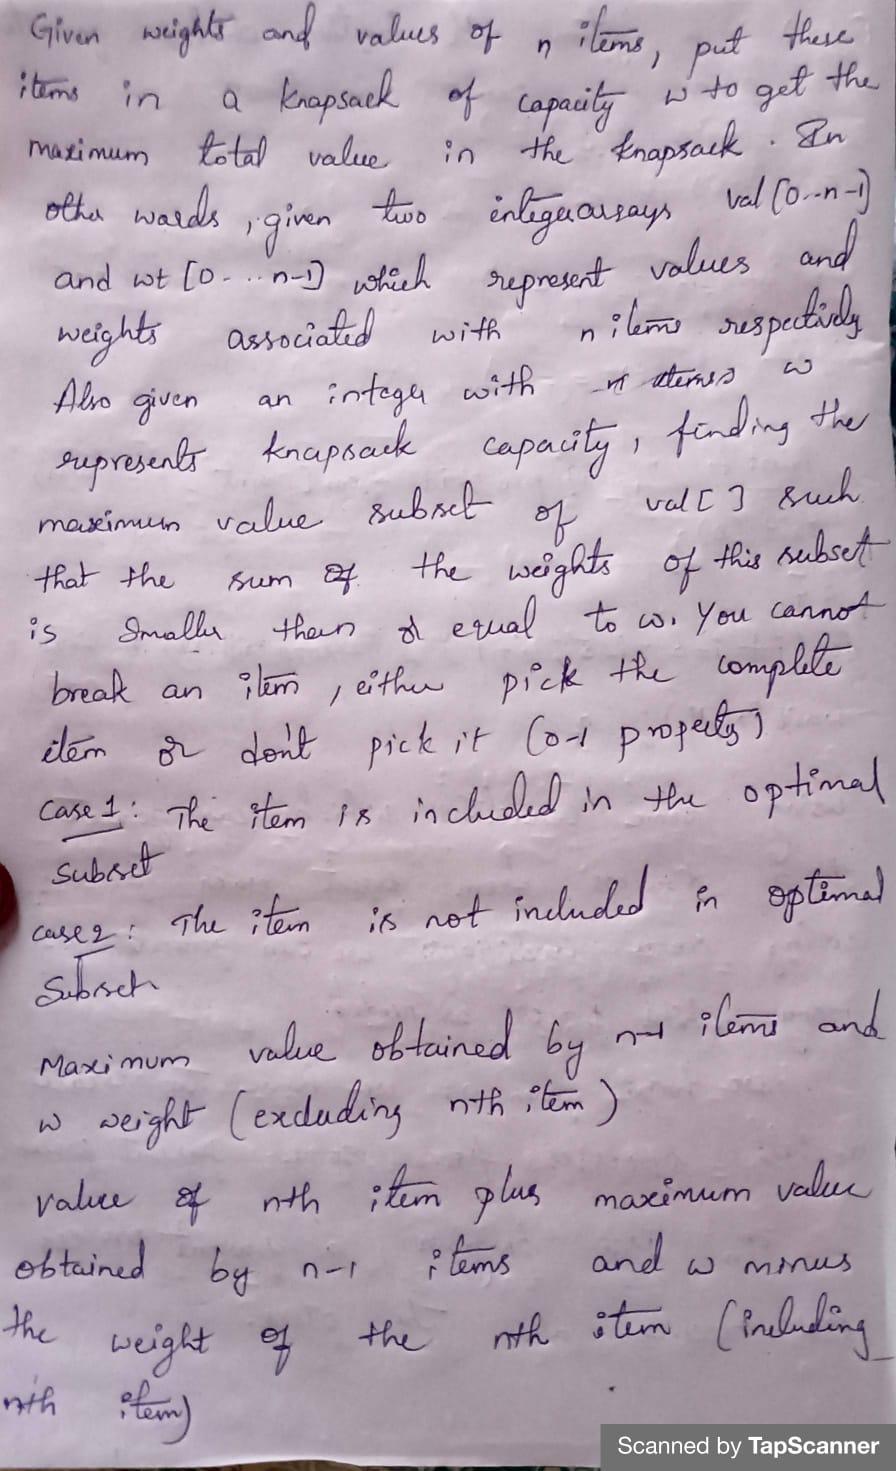 Given weights and values of n items, put these
items in a knapsack of capacity w to get the
maximum total value in the knapsack. In
other words, given two integer arrays val[0..n-1]
and wt [0....n-1] which represent values and
weights associated with n items respectively
Also given an integer with w
represents knapsack capacity, finding the
maximum value subset of val[ ] such
that the sum of the weights of this subset
is smaller than or equal to w. You cannot
break an item, either pick the complete
item or don't pick it (0-1 property)
case 1: The item is included in the optimal
subset
case 2: The item is not included in optimal
subset
Maximum value obtained by n-1 items and
w weight (excluding nth item)
value of nth item plus maximum value
obtained by n-1 items and w minus
the weight of the nth item (including
nth item)
Scanned by TapScanner